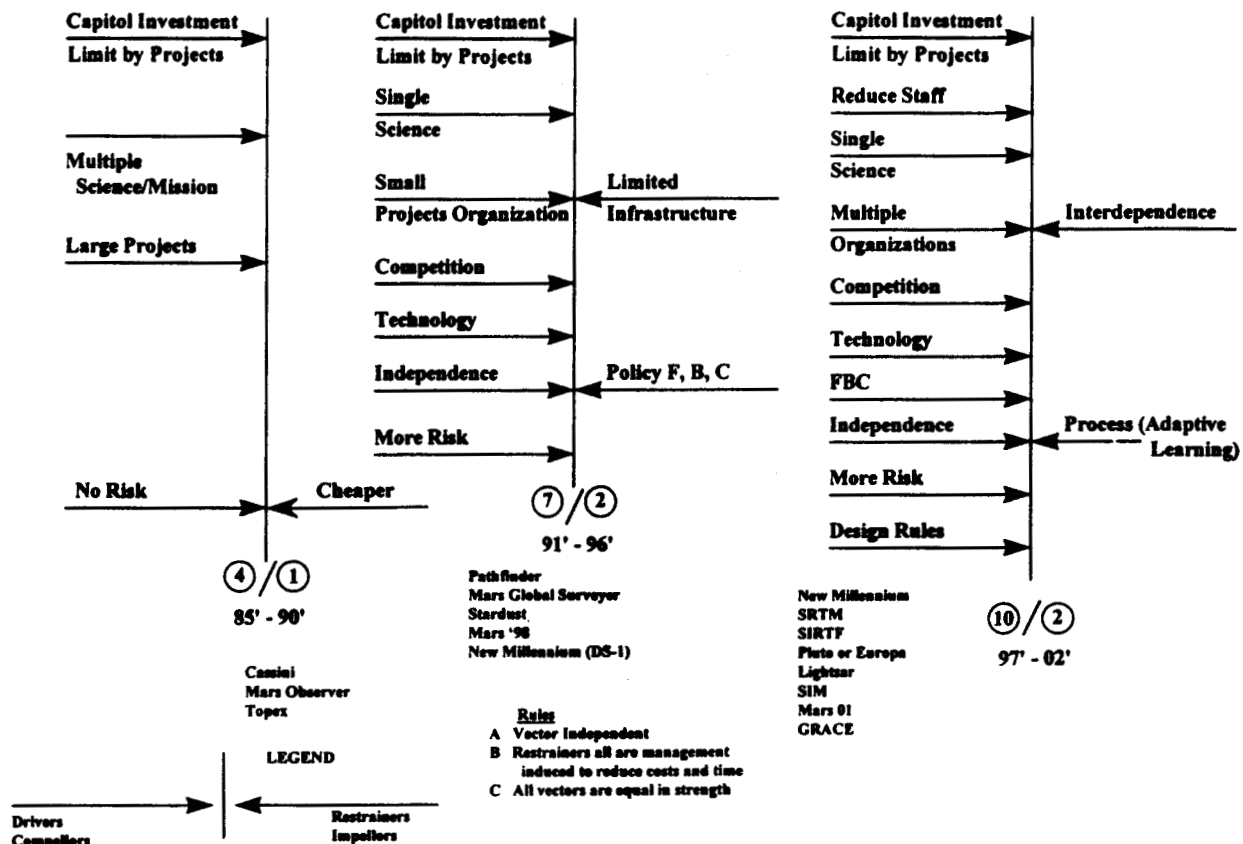 Capitol Investment
Limit by Projects
Multiple
Science/Mission
Large Projects
No Risk
Cheaper
4 / 1
85' - 90'
Cassini
Mars Observer
Topex
Capitol Investment
Limit by Projects
Single
Science
Small
Projects Organization
Limited
Infrastructure
Competition
Technology
Independence
Policy F, B, C
More Risk
7 / 2
91' - 96'
Pathfinder
Mars Global Surveyor
Stardust
Mars '98
New Millennium (DS-1)
Capitol Investment
Limit by Projects
Reduce Staff
Single
Science
Multiple
Organizations
Interdependence
Competition
Technology
FBC
Independence
Process (Adaptive
Learning)
More Risk
Design Rules
10 / 2
97' - 02'
New Millennium
SRTM
SIRTF
Pluto or Europa
Lightsar
SIM
Mars 01
GRACE
Rules
A Vector Independent
B Restrainers all are management
induced to reduce costs and time
C All vectors are equal in strength
LEGEND
Drivers
Compellors
Restrainers
Impellors